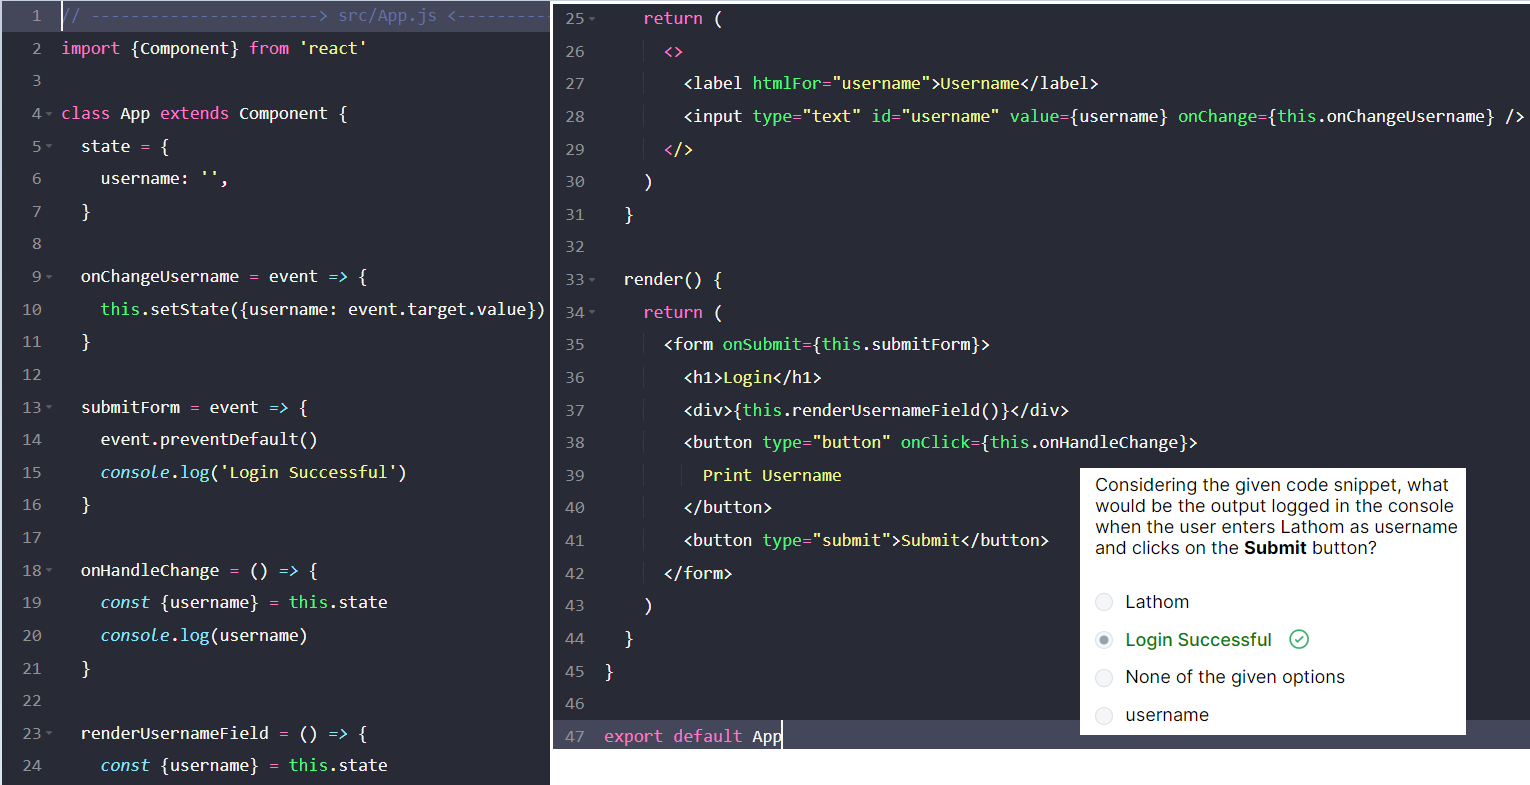 1 // -----------------------> src/App.js <----------
2 import {Component} from 'react'
3
4 class App extends Component {
5   state = {
6     username: '',
7   }
8
9   onChangeUsername = event => {
10     this.setState({username: event.target.value})
11   }
12
13   submitForm = event => {
14     event.preventDefault()
15     console.log('Login Successful')
16   }
17
18   onHandleChange = () => {
19     const {username} = this.state
20     console.log(username)
21   }
22
23   renderUsernameField = () => {
24     const {username} = this.state
25     return (
26       <>
27         <label htmlFor="username">Username</label>
28         <input type="text" id="username" value={username} onChange={this.onChangeUsername} />
29       </>
30     )
31   }
32
33   render() {
34     return (
35       <form onSubmit={this.submitForm}>
36         <h1>Login</h1>
37         <div>{this.renderUsernameField()}</div>
38         <button type="button" onClick={this.onHandleChange}>
39           Print Username
40         </button>
41         <button type="submit">Submit</button>
42       </form>
43     )
44   }
45 }
46
47 export default App
Considering the given code snippet, what
would be the output logged in the console
when the user enters Lathom as username
and clicks on the Submit button?
Lathom
Login Successful
None of the given options
username